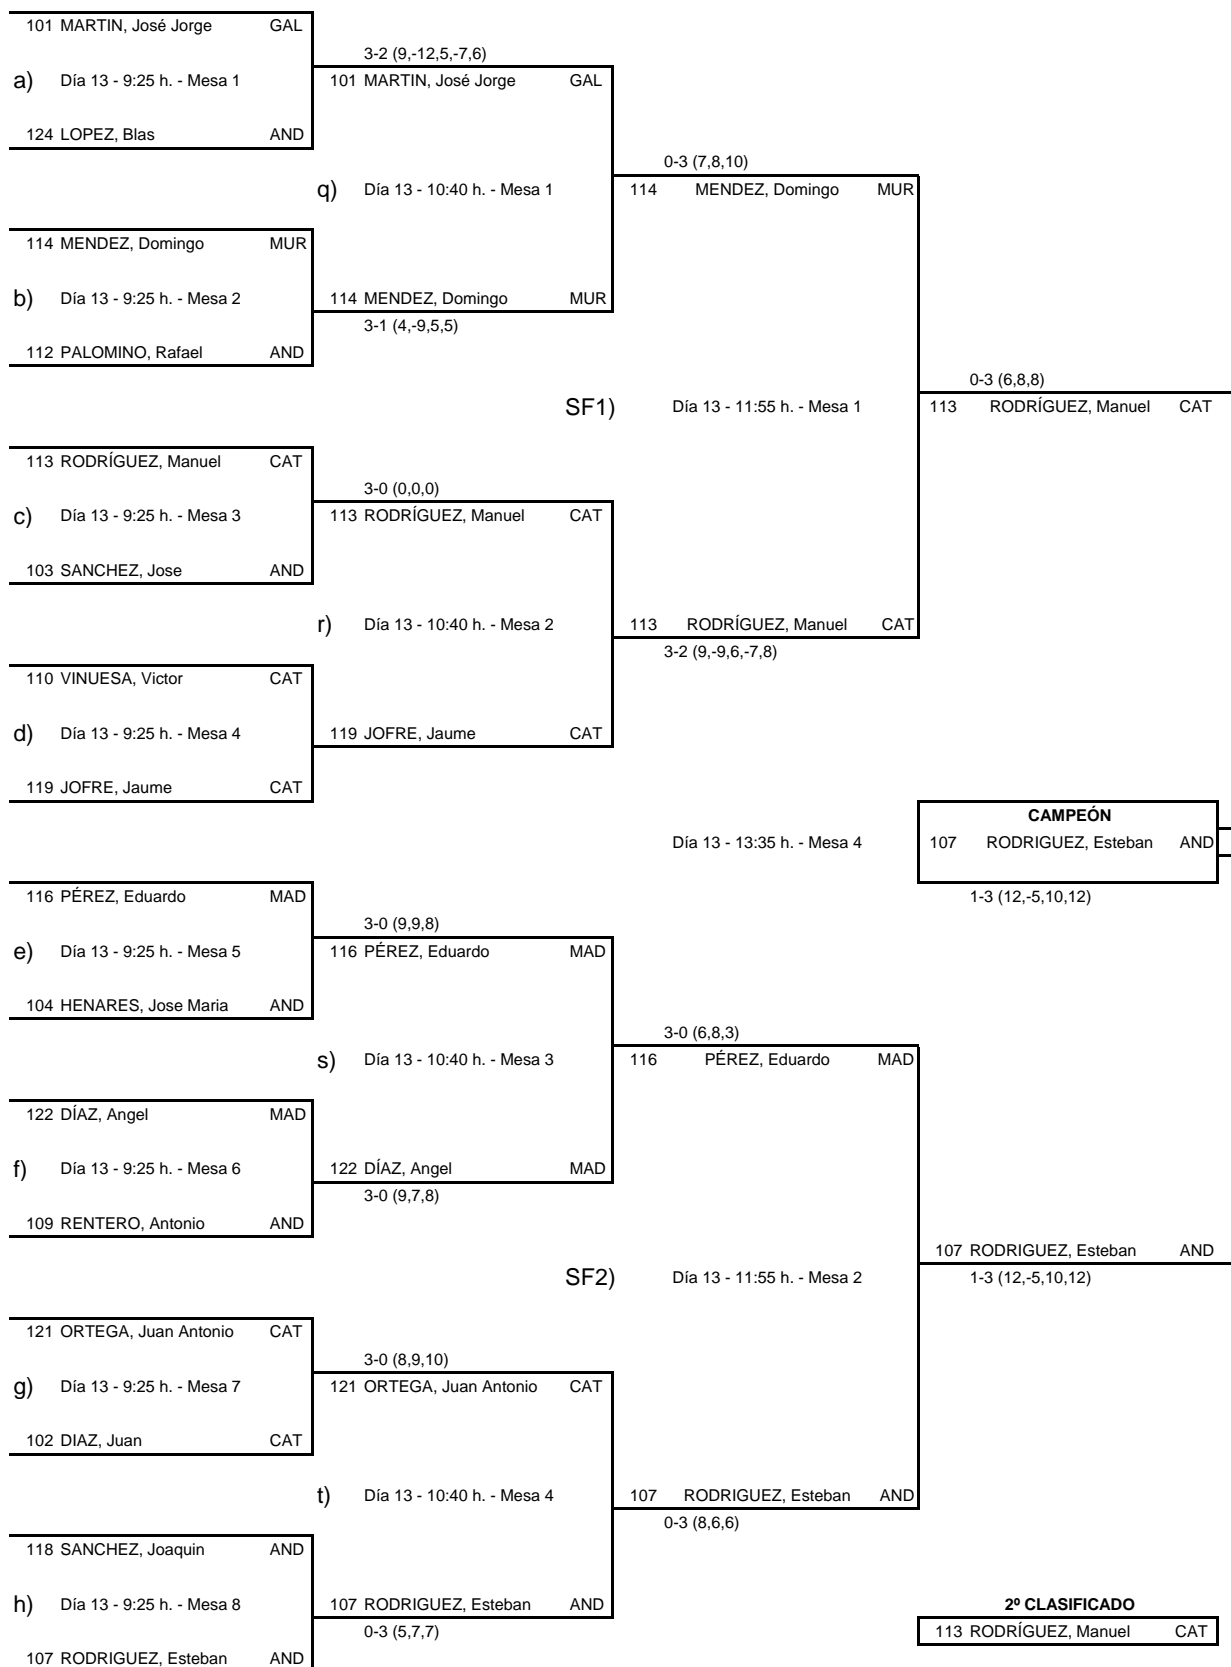 101 MARTIN, José Jorge GAL
3-2 (9,-12,5,-7,6)
a) Día 13 - 9:25 h. - Mesa 1
101 MARTIN, José Jorge GAL
124 LOPEZ, Blas AND
0-3 (7,8,10)
q) Día 13 - 10:40 h. - Mesa 1
114 MENDEZ, Domingo MUR
114 MENDEZ, Domingo MUR
b) Día 13 - 9:25 h. - Mesa 2
114 MENDEZ, Domingo MUR
3-1 (4,-9,5,5)
112 PALOMINO, Rafael AND
0-3 (6,8,8)
SF1) Día 13 - 11:55 h. - Mesa 1
113 RODRÍGUEZ, Manuel CAT
113 RODRÍGUEZ, Manuel CAT
3-0 (0,0,0)
c) Día 13 - 9:25 h. - Mesa 3
113 RODRÍGUEZ, Manuel CAT
103 SANCHEZ, Jose AND
r) Día 13 - 10:40 h. - Mesa 2
113 RODRÍGUEZ, Manuel CAT
3-2 (9,-9,6,-7,8)
110 VINUESA, Victor CAT
d) Día 13 - 9:25 h. - Mesa 4
119 JOFRE, Jaume CAT
119 JOFRE, Jaume CAT
CAMPEÓN
Día 13 - 13:35 h. - Mesa 4
107 RODRIGUEZ, Esteban AND
1-3 (12,-5,10,12)
116 PÉREZ, Eduardo MAD
3-0 (9,9,8)
e) Día 13 - 9:25 h. - Mesa 5
116 PÉREZ, Eduardo MAD
104 HENARES, Jose Maria AND
3-0 (6,8,3)
s) Día 13 - 10:40 h. - Mesa 3
116 PÉREZ, Eduardo MAD
122 DÍAZ, Angel MAD
f) Día 13 - 9:25 h. - Mesa 6
122 DÍAZ, Angel MAD
3-0 (9,7,8)
109 RENTERO, Antonio AND
107 RODRIGUEZ, Esteban AND
SF2) Día 13 - 11:55 h. - Mesa 2
1-3 (12,-5,10,12)
121 ORTEGA, Juan Antonio CAT
3-0 (8,9,10)
g) Día 13 - 9:25 h. - Mesa 7
121 ORTEGA, Juan Antonio CAT
102 DIAZ, Juan CAT
t) Día 13 - 10:40 h. - Mesa 4
107 RODRIGUEZ, Esteban AND
0-3 (8,6,6)
118 SANCHEZ, Joaquin AND
h) Día 13 - 9:25 h. - Mesa 8
107 RODRIGUEZ, Esteban AND
0-3 (5,7,7)
2º CLASIFICADO
113 RODRÍGUEZ, Manuel CAT
107 RODRIGUEZ, Esteban AND